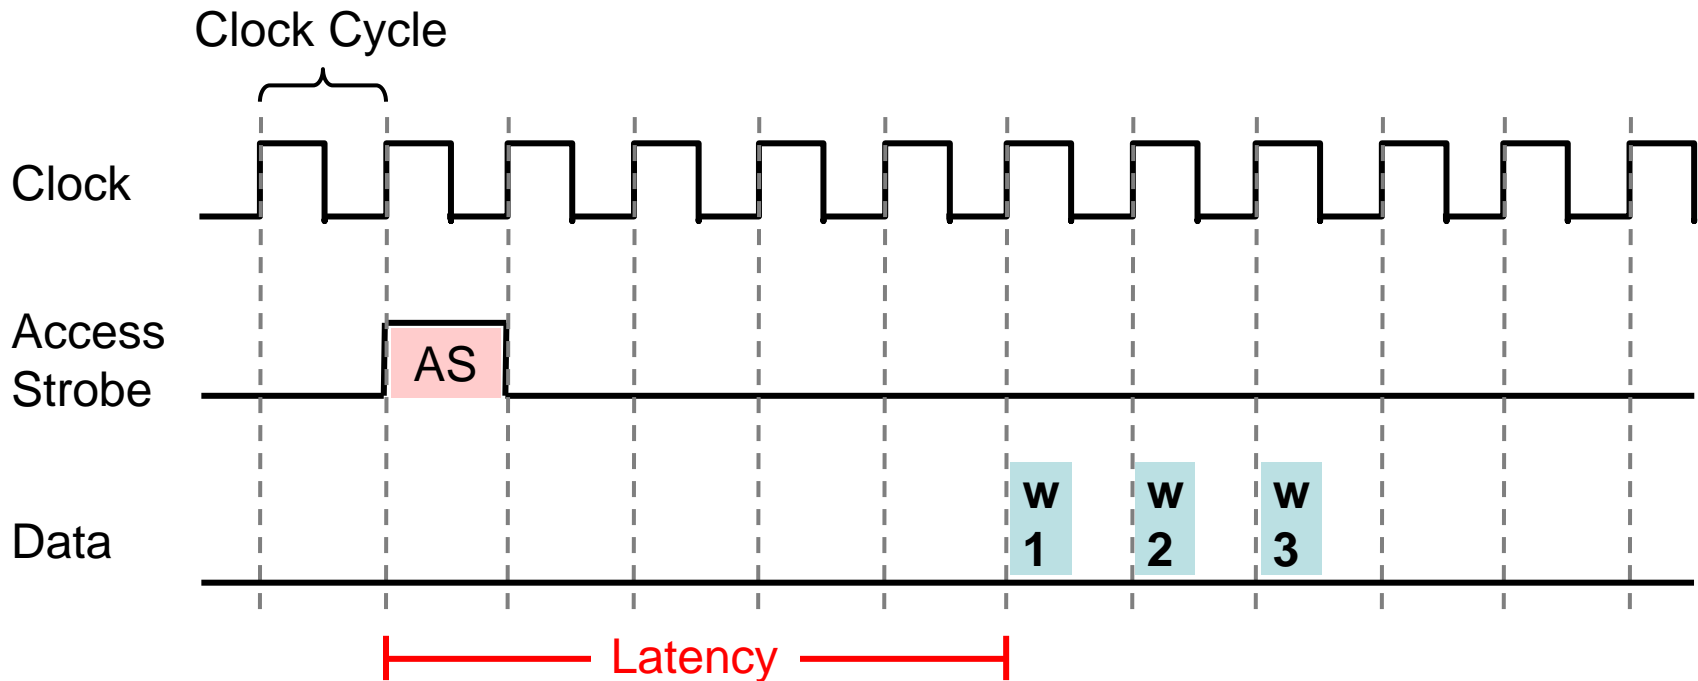 Clock Cycle
Clock
Access
Strobe
AS
Data
w
1
w
2
w
3
Latency